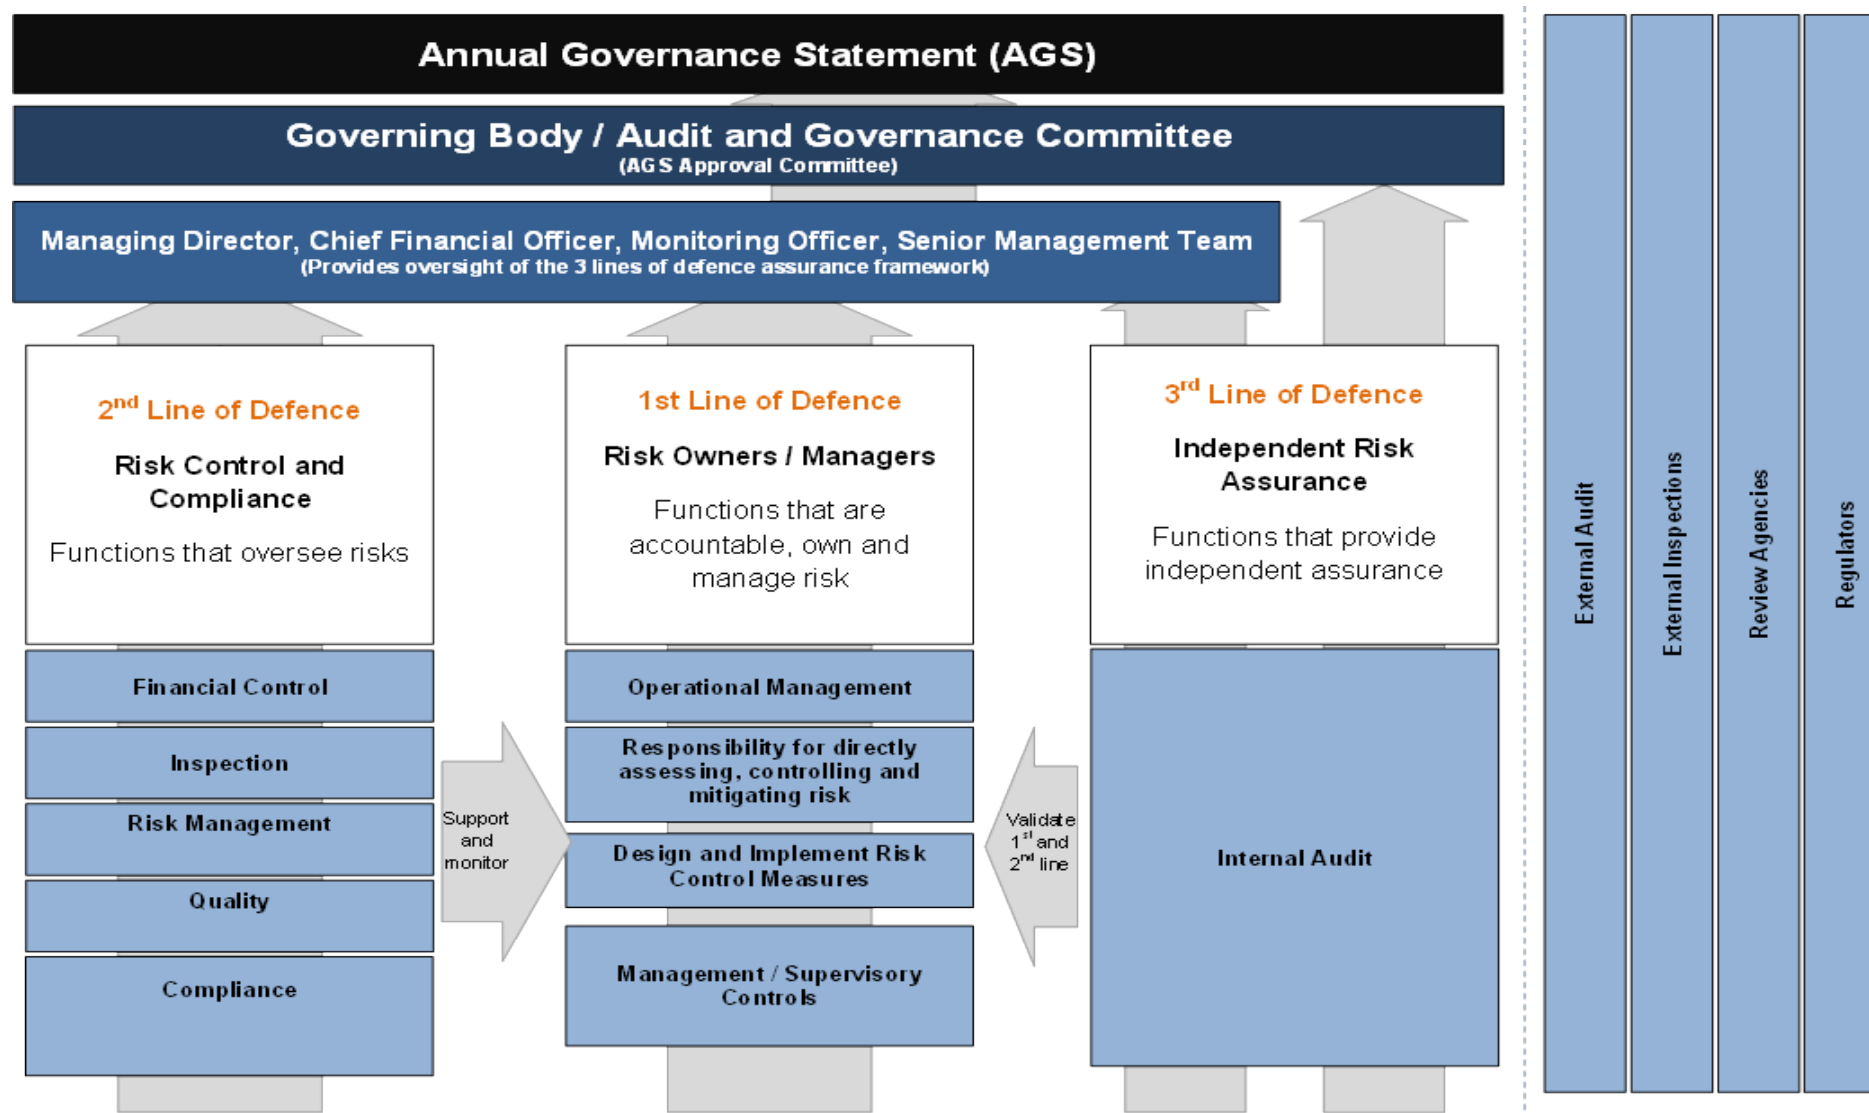 Annual Governance Statement (AGS)
Governing Body / Audit and Governance Committee
(AGS Approval Committee)
Managing Director, Chief Financial Officer, Monitoring Officer, Senior Management Team
(Provides oversight of the 3 lines of defence assurance framework)
2nd Line of Defence
Risk Control and
Compliance
Functions that oversee risks
Financial Control
Inspection
Risk Management
Quality
Compliance
Support
and
monitor
1st Line of Defence
Risk Owners / Managers
Functions that are
accountable, own and
manage risk
Operational Management
Responsibility for directly
assessing, controlling and
mitigating risk
Design and Implement Risk
Control Measures
Management / Supervisory
Controls
Validate
1st and
2nd line
3rd Line of Defence
Independent Risk
Assurance
Functions that provide
independent assurance
Internal Audit
External Audit
External Inspections
Review Agencies
Regulators